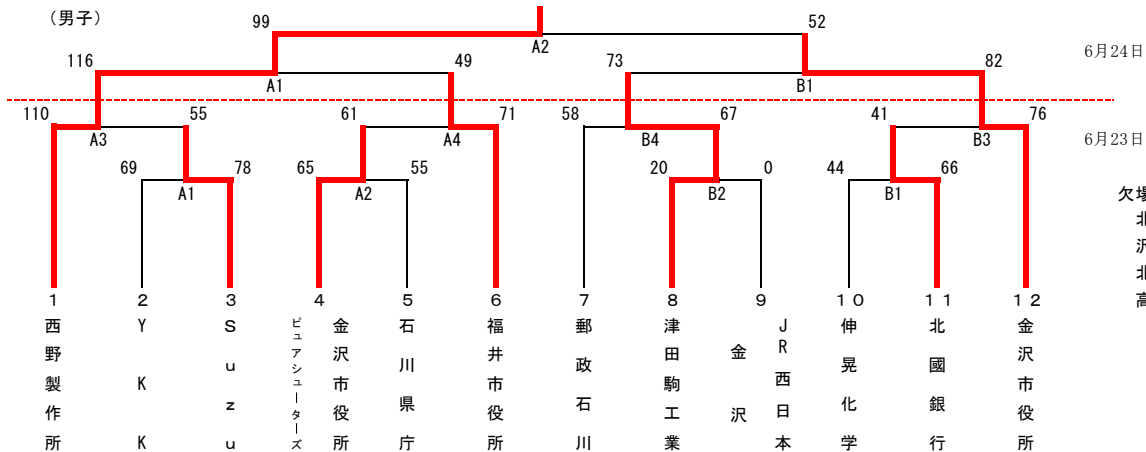 (男子)
99
52
A2
6月24日
116
49
73
82
A1
B1
110
55
61
71
58
67
41
76
A3
A4
B4
B3
6月23日
69
78
65
55
20
0
44
66
A1
A2
B2
B1
欠場
北
沢
北
高
1
2
3
4
5
6
7
8
9
10
11
12
西野製作所
YKK
Suzu
金沢市役所
ピュアシューターズ
石川県庁
福井市役所
郵政石川
津田駒工業
JR西日本
金沢
伸晃化学
北國銀行
金沢市役所